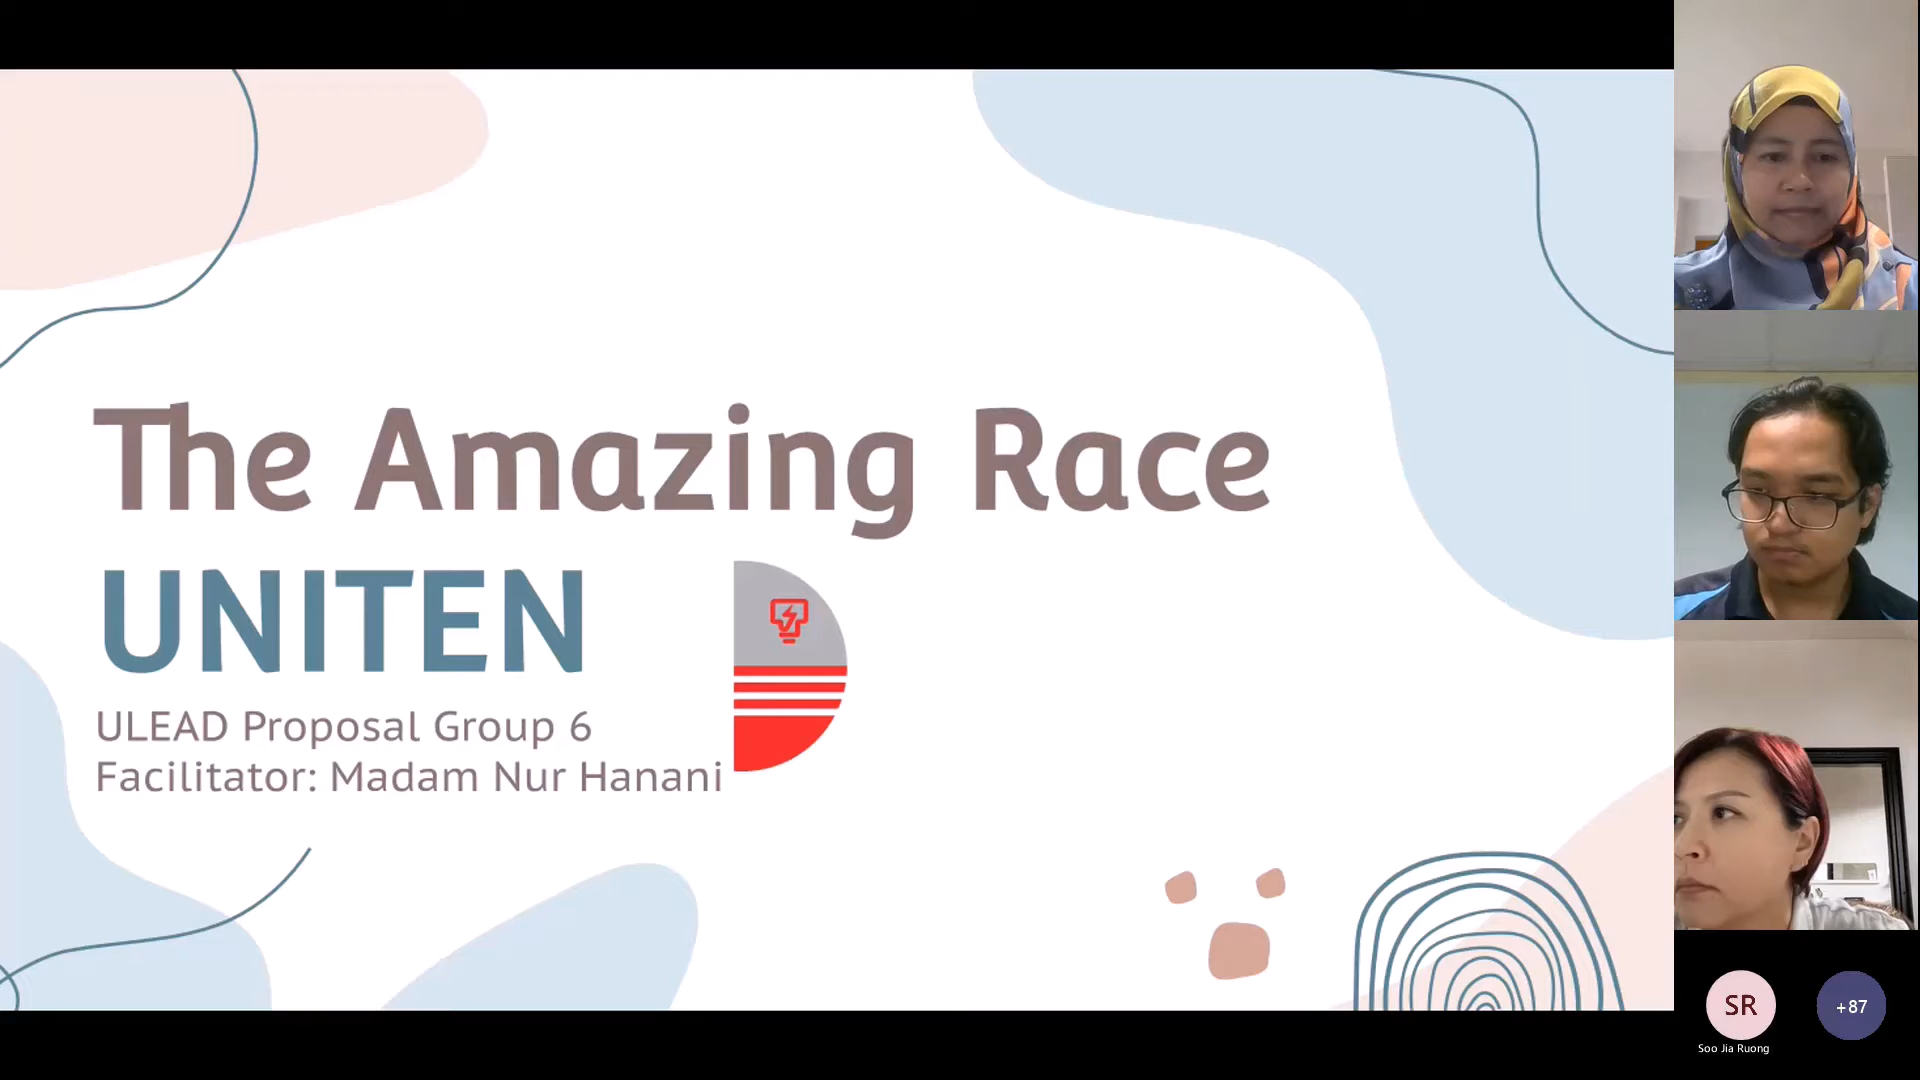 The Amazing Race
UNITEN
ULEAD Proposal Group 6
Facilitator: Madam Nur Hanani
SR
+87
Soo Jia Ruong